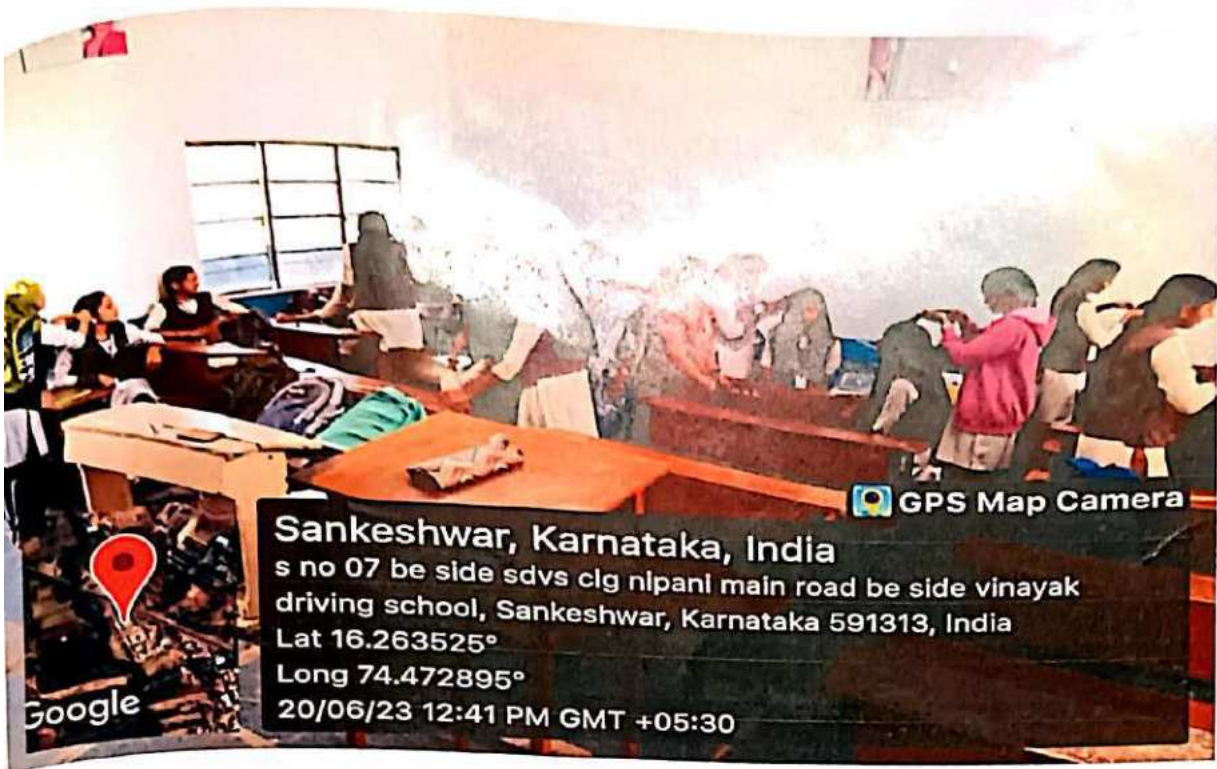 GPS Map Camera
Sankeshwar, Karnataka, India
s no 07 be side sdvs clg nipani main road be side vinayak
driving school, Sankeshwar, Karnataka 591313, India
Lat 16.263525°
Long 74.472895°
20/06/23 12:41 PM GMT +05:30
Google